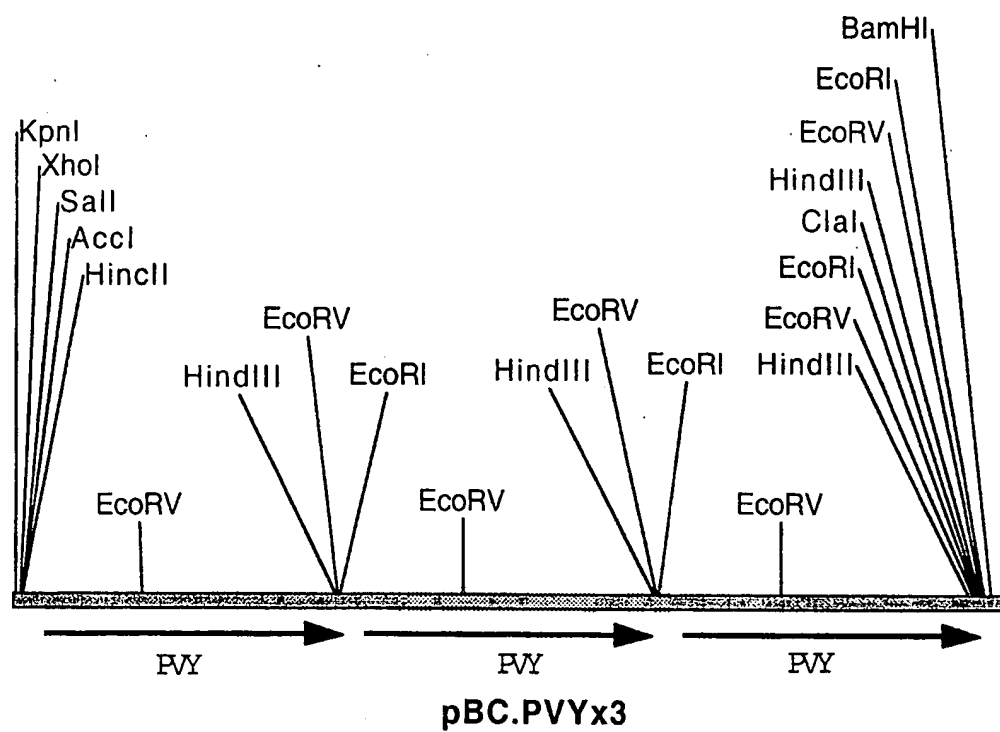 BamHI
EcoRI
KpnI
EcoRV
XhoI
HindIII
SalI
ClaI
AccI
EcoRI
HincII
EcoRV
EcoRV
EcoRV
HindIII
EcoRI
HindIII
EcoRI
HindIII
EcoRV
EcoRV
EcoRV
PVY
PVY
PVY
pBC.PVYx3